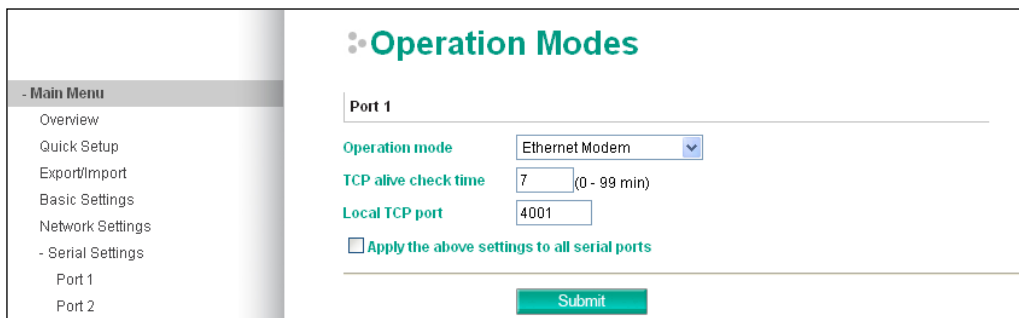 Operation Modes
- Main Menu
Overview
Quick Setup
Export/Import
Basic Settings
Network Settings
- Serial Settings
Port 1
Port 2
Port 1
Operation mode Ethernet Modem
TCP alive check time 7 (0 - 99 min)
Local TCP port 4001
Apply the above settings to all serial ports
Submit